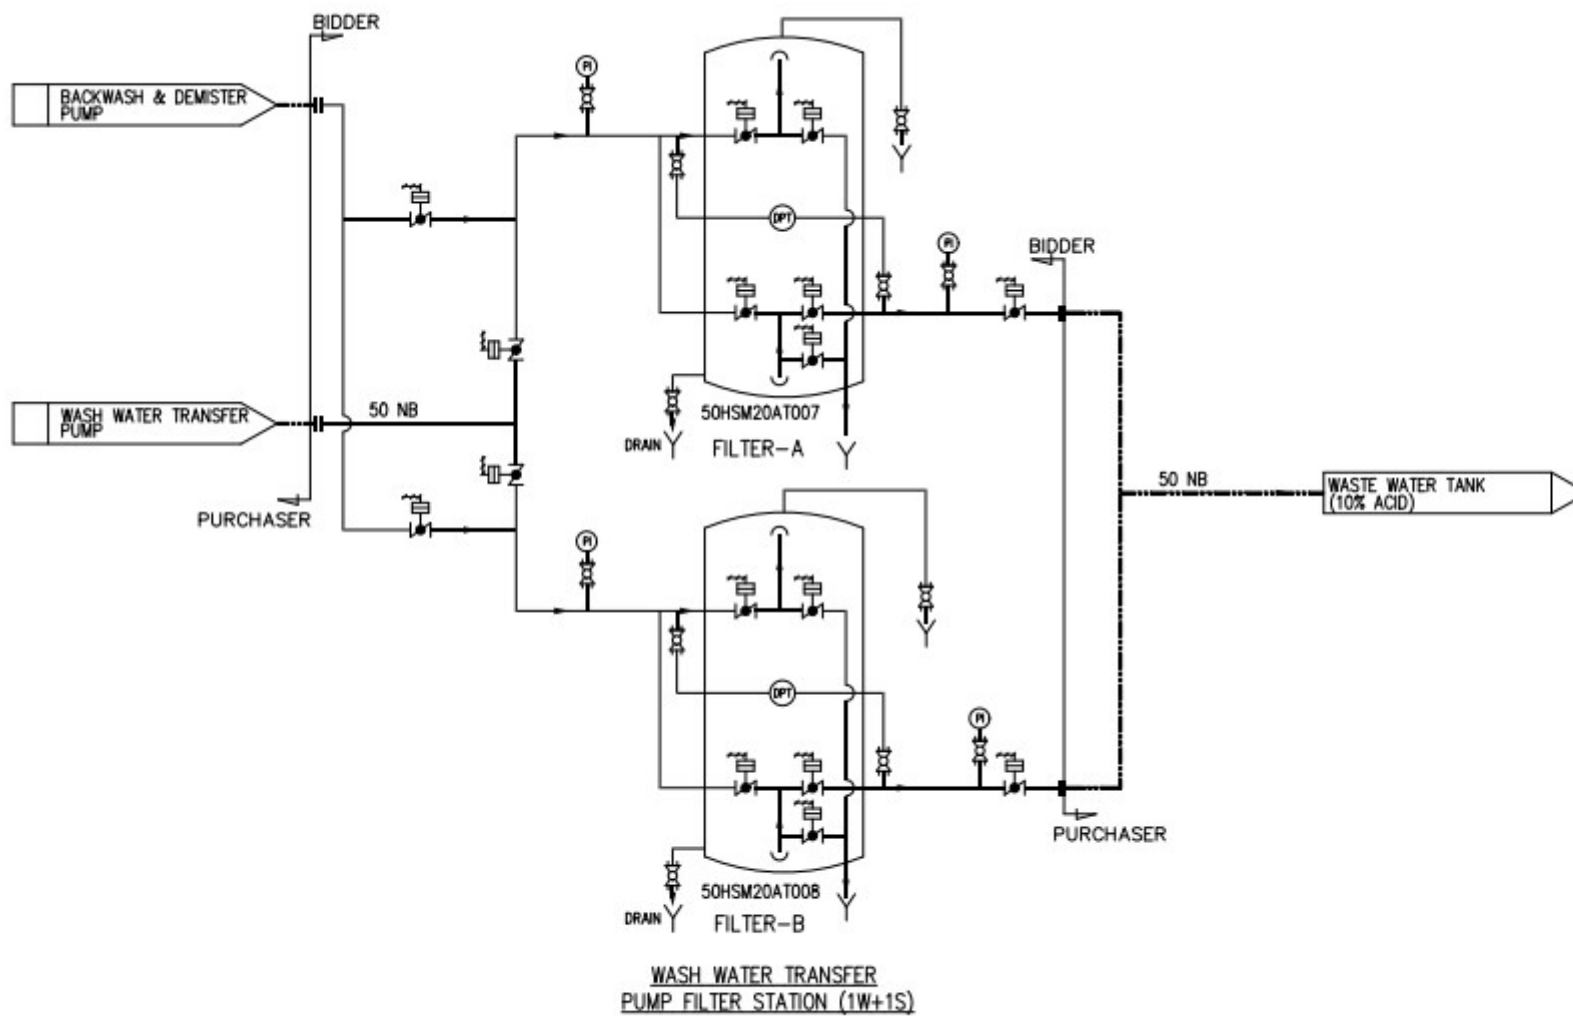 BIDDER
BACKWASH & DEMISTER
PUMP
PI
DPT
PI
BIDDER
50 NB
WASH WATER TRANSFER
PUMP
50HSM20AT007
DRAIN
FILTER-A
PURCHASER
50 NB
WASTE WATER TANK
(10% ACID)
PI
DPT
PI
PURCHASER
50HSM20AT008
DRAIN
FILTER-B
WASH WATER TRANSFER
PUMP FILTER STATION (1W+1S)